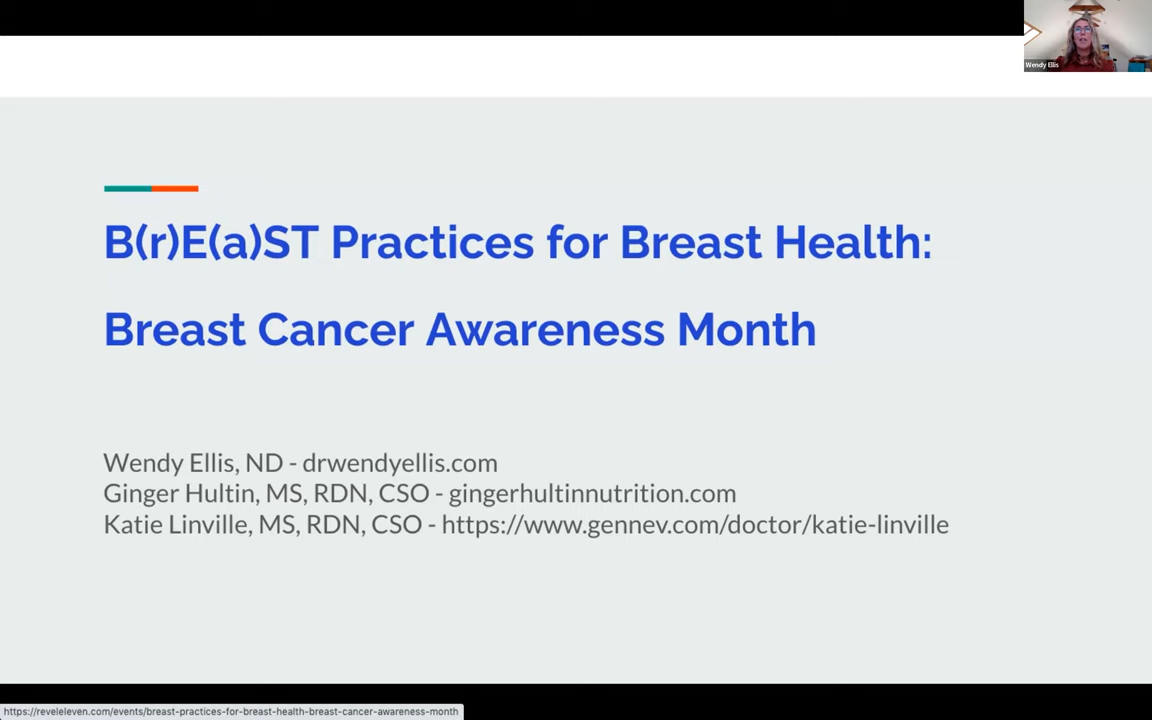 Wendy Ellis
B(r)E(a)ST Practices for Breast Health:
Breast Cancer Awareness Month
Wendy Ellis, ND - drwendyellis.com
Ginger Hultin, MS, RDN, CSO - gingerhultinnutrition.com
Katie Linville, MS, RDN, CSO - https://www.gennev.com/doctor/katie-linville
https://reveleleven.com/events/breast-practices-for-breast-health-breast-cancer-awareness-month